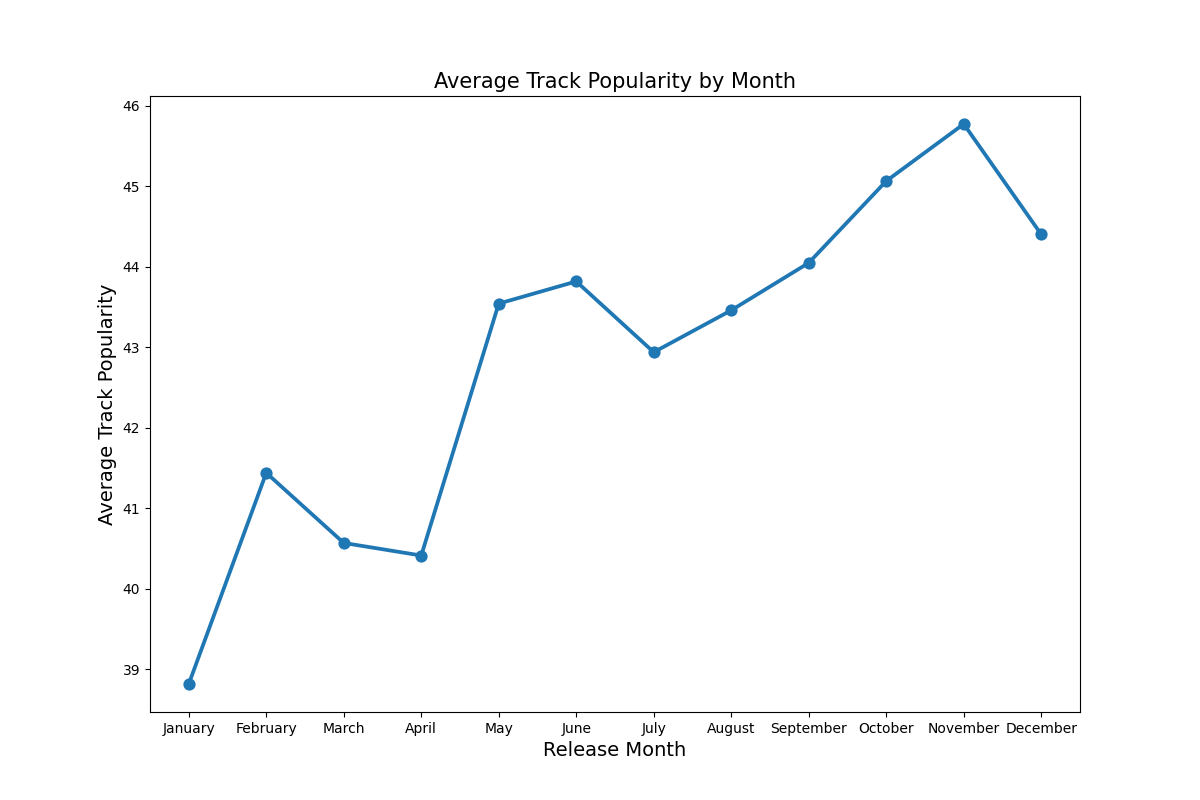 Average Track Popularity by Month
Average Track Popularity
46
45
44
43
42
41
40
39
January February March April May June July August September October November December
Release Month